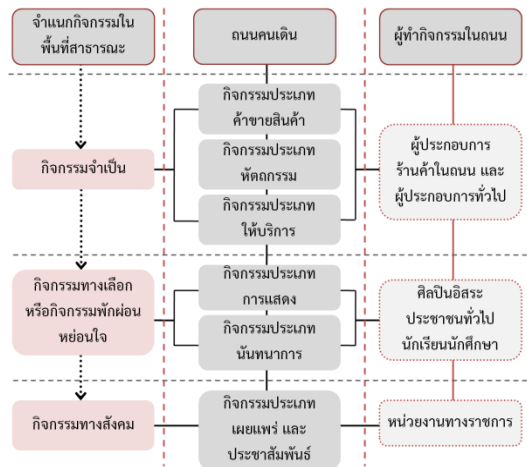 จำแนกกิจกรรมใน
พื้นที่สาธารณะ
ถนนคนเดิน
ผู้ทำกิจกรรมในถนน
กิจกรรมจำเป็น
กิจกรรมประเภท
ค้าขายสินค้า
กิจกรรมประเภท
หัตถกรรม
กิจกรรมประเภท
ให้บริการ
ผู้ประกอบการ
ร้านค้าในถนน และ
ผู้ประกอบการทั่วไป
กิจกรรมทางเลือก
หรือกิจกรรมพักผ่อน
หย่อนใจ
กิจกรรมประเภท
การแสดง
กิจกรรมประเภท
นันทนาการ
ศิลปินอิสระ
ประชาชนทั่วไป
นักเรียนนักศึกษา
กิจกรรมทางสังคม
กิจกรรมประเภท
เผยแพร่ และ
ประชาสัมพันธ์
หน่วยงานทางราชการ